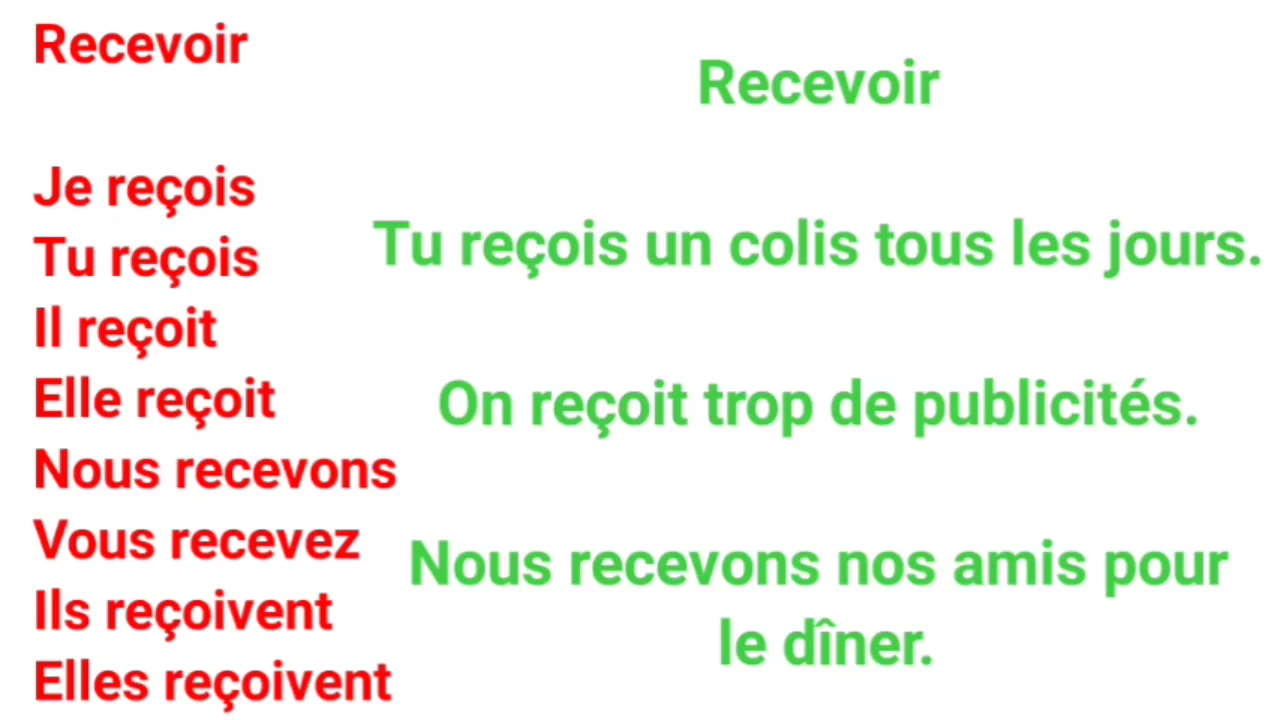 Recevoir
Je reçois
Tu reçois
Il reçoit
Elle reçoit
Nous recevons
Vous recevez
Ils reçoivent
Elles reçoivent
Recevoir
Tu reçois un colis tous les jours.
On reçoit trop de publicités.
Nous recevons nos amis pour
le dîner.